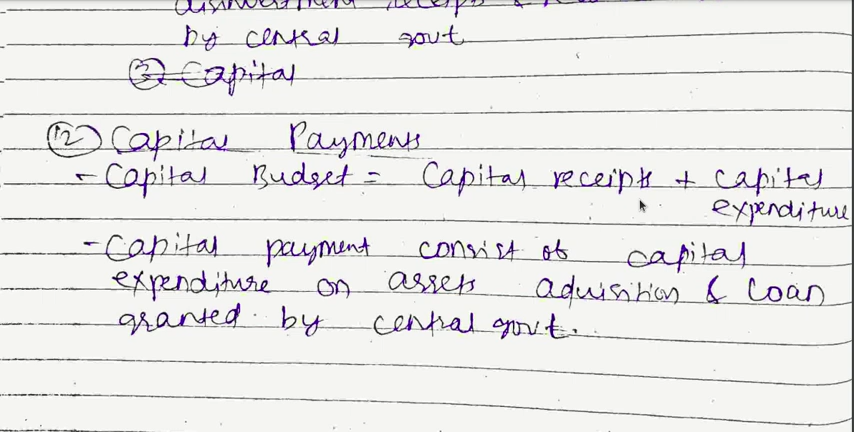 by central govt
③ Capital
⑫ Capital Payments
- Capital Budget = Capital receipts + capital
expenditure
- Capital payment consist of capital
expenditure on assets aquisition & loan
granted by central govt.